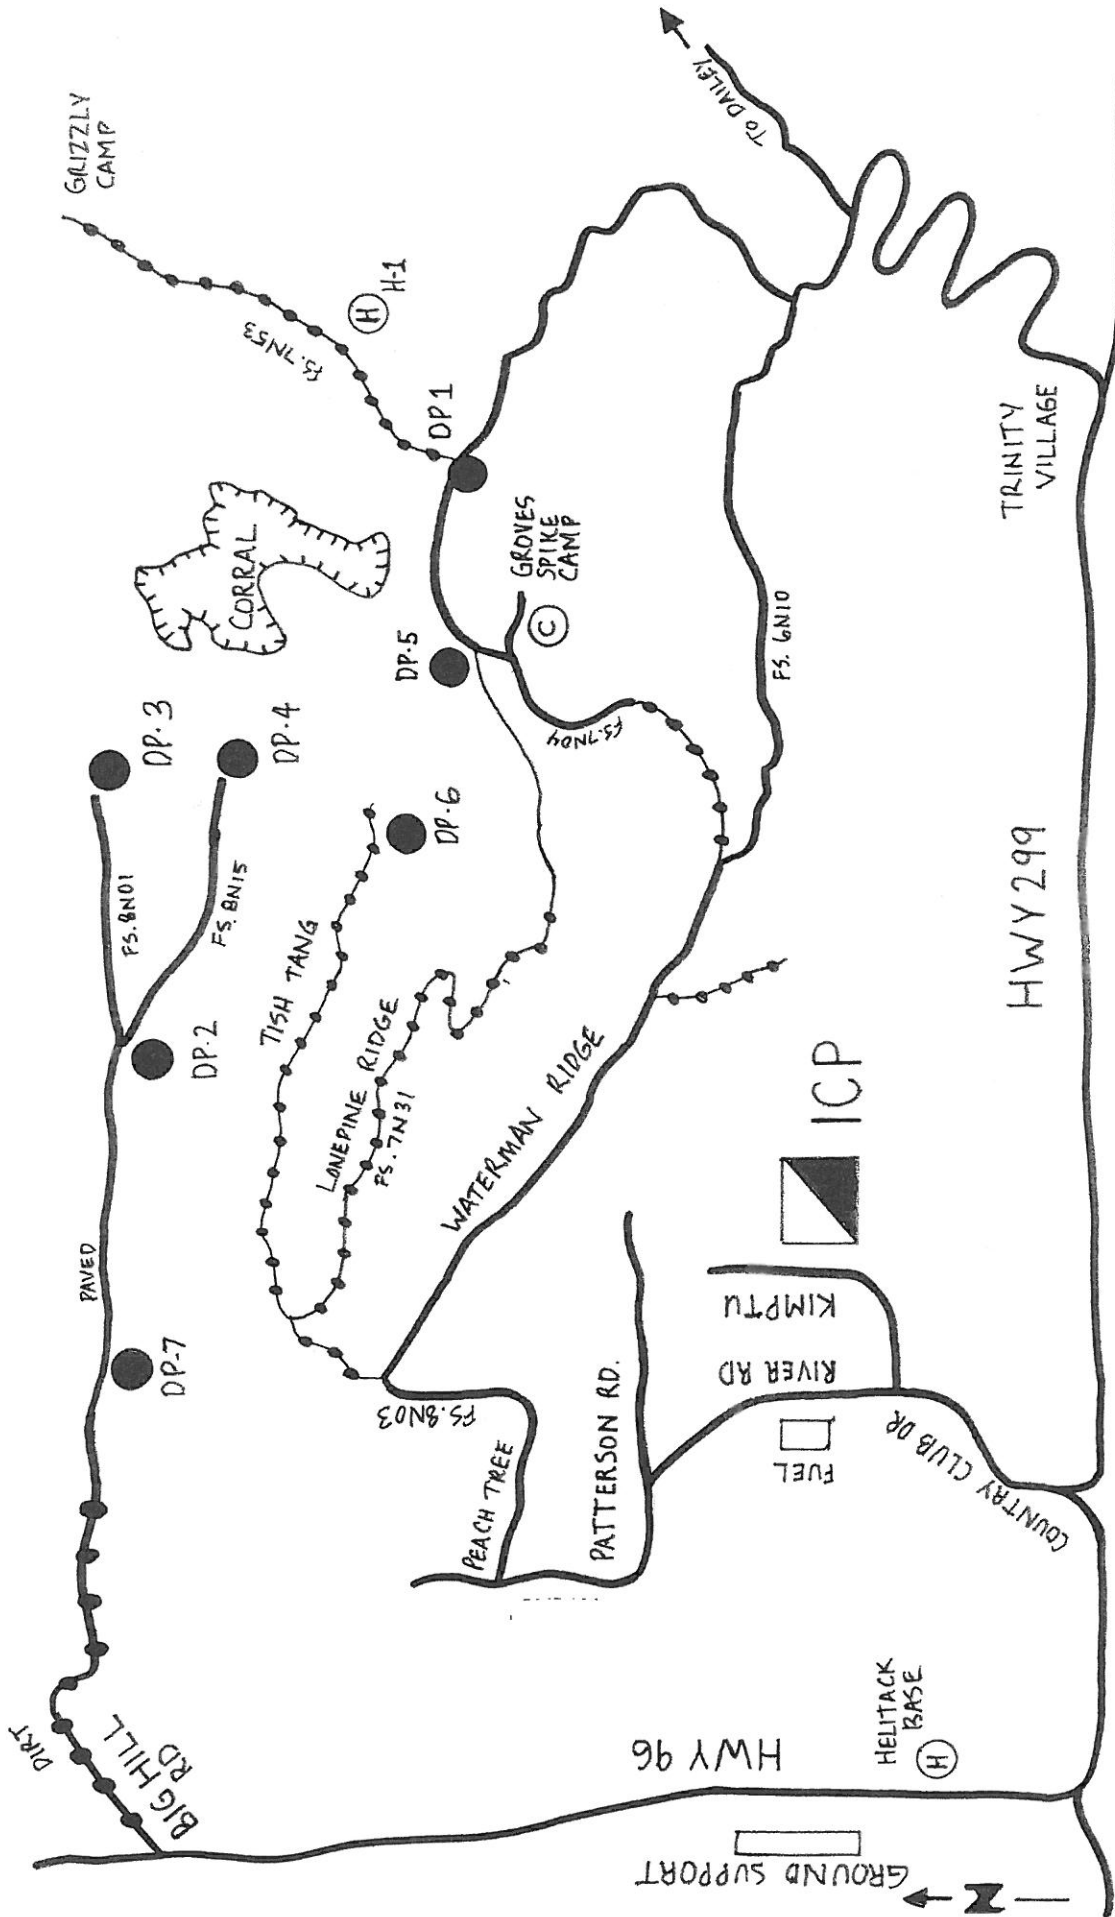 GRIZZLY
CAMP
TO DAILEY
FS. 7N53
H
H-1
DP 1
CORRAL
GROVES
SPIKE
CAMP
C
DP·5
DP·3
DP·4
DP·6
FS. 8N01
FS. 8N15
DP·2
PAVED
DP-7
DIRT
BIG HILL
RD
TISH TANG
LONEPINE RIDGE
FS. 7N31
WATERMAN RIDGE
FS. 7N04
FS. 6N10
TRINITY
VILLAGE
HWY 299
ICP
KIMPTU
RIVER RD
FUEL
COUNTRY CLUB DR
PATTERSON RD.
PEACH TREE
FS. 8N03
HWY 96
HELITACK
BASE
H
GROUND SUPPORT
N